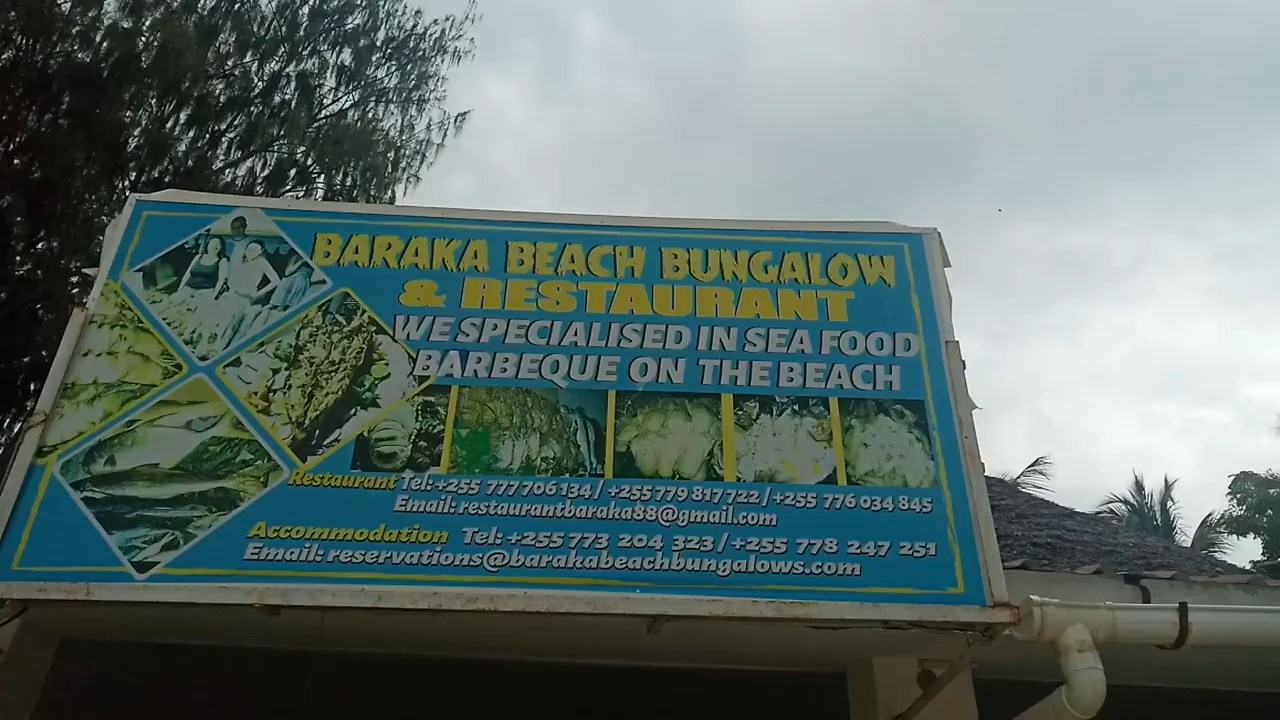 BARAKA BEACH BUNGALOW
& RESTAURANT
WE SPECIALISED IN SEA FOOD
BARBEQUE ON THE BEACH
Restaurant Tel:+255 777 706 134 / +255 779 817 722 / +255 776 034 845
Email: restaurantbaraka88@gmail.com
Accommodation Tel: +255 773 204 323 / +255 778 247 251
Email: reservations@barakabeachbungalows.com